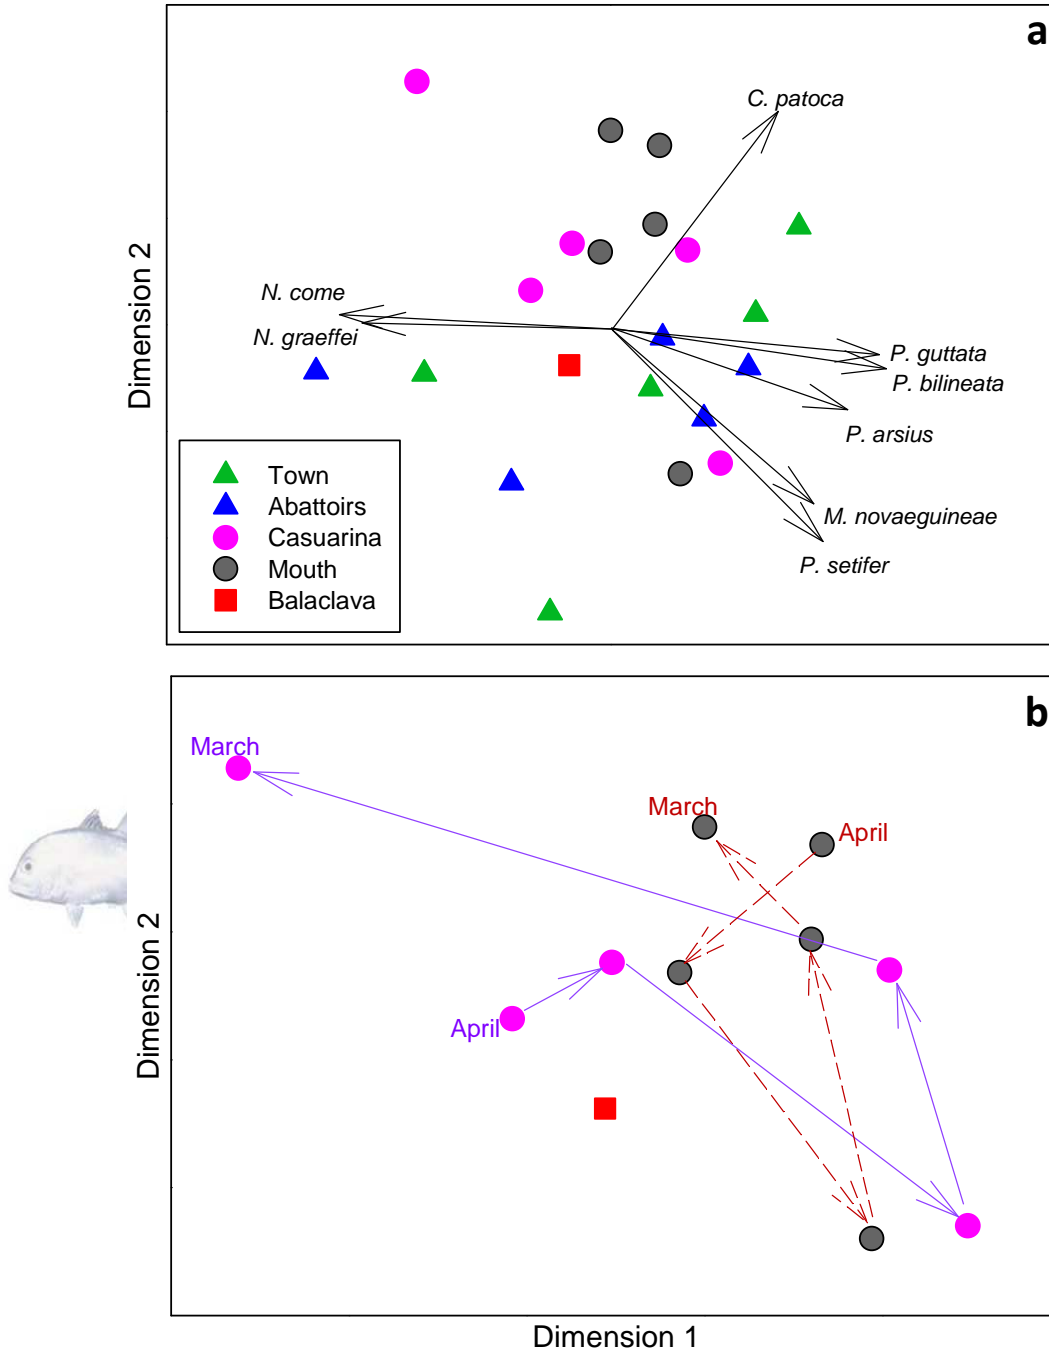 a
C. patoca
Dimension 2
N. come
N. graeffei
P. guttata
P. bilineata
P. arsius
M. novaeguineae
P. setifer
Town
Abattoirs
Casuarina
Mouth
Balaclava
b
March
March
April
Dimension 2
April
Dimension 1